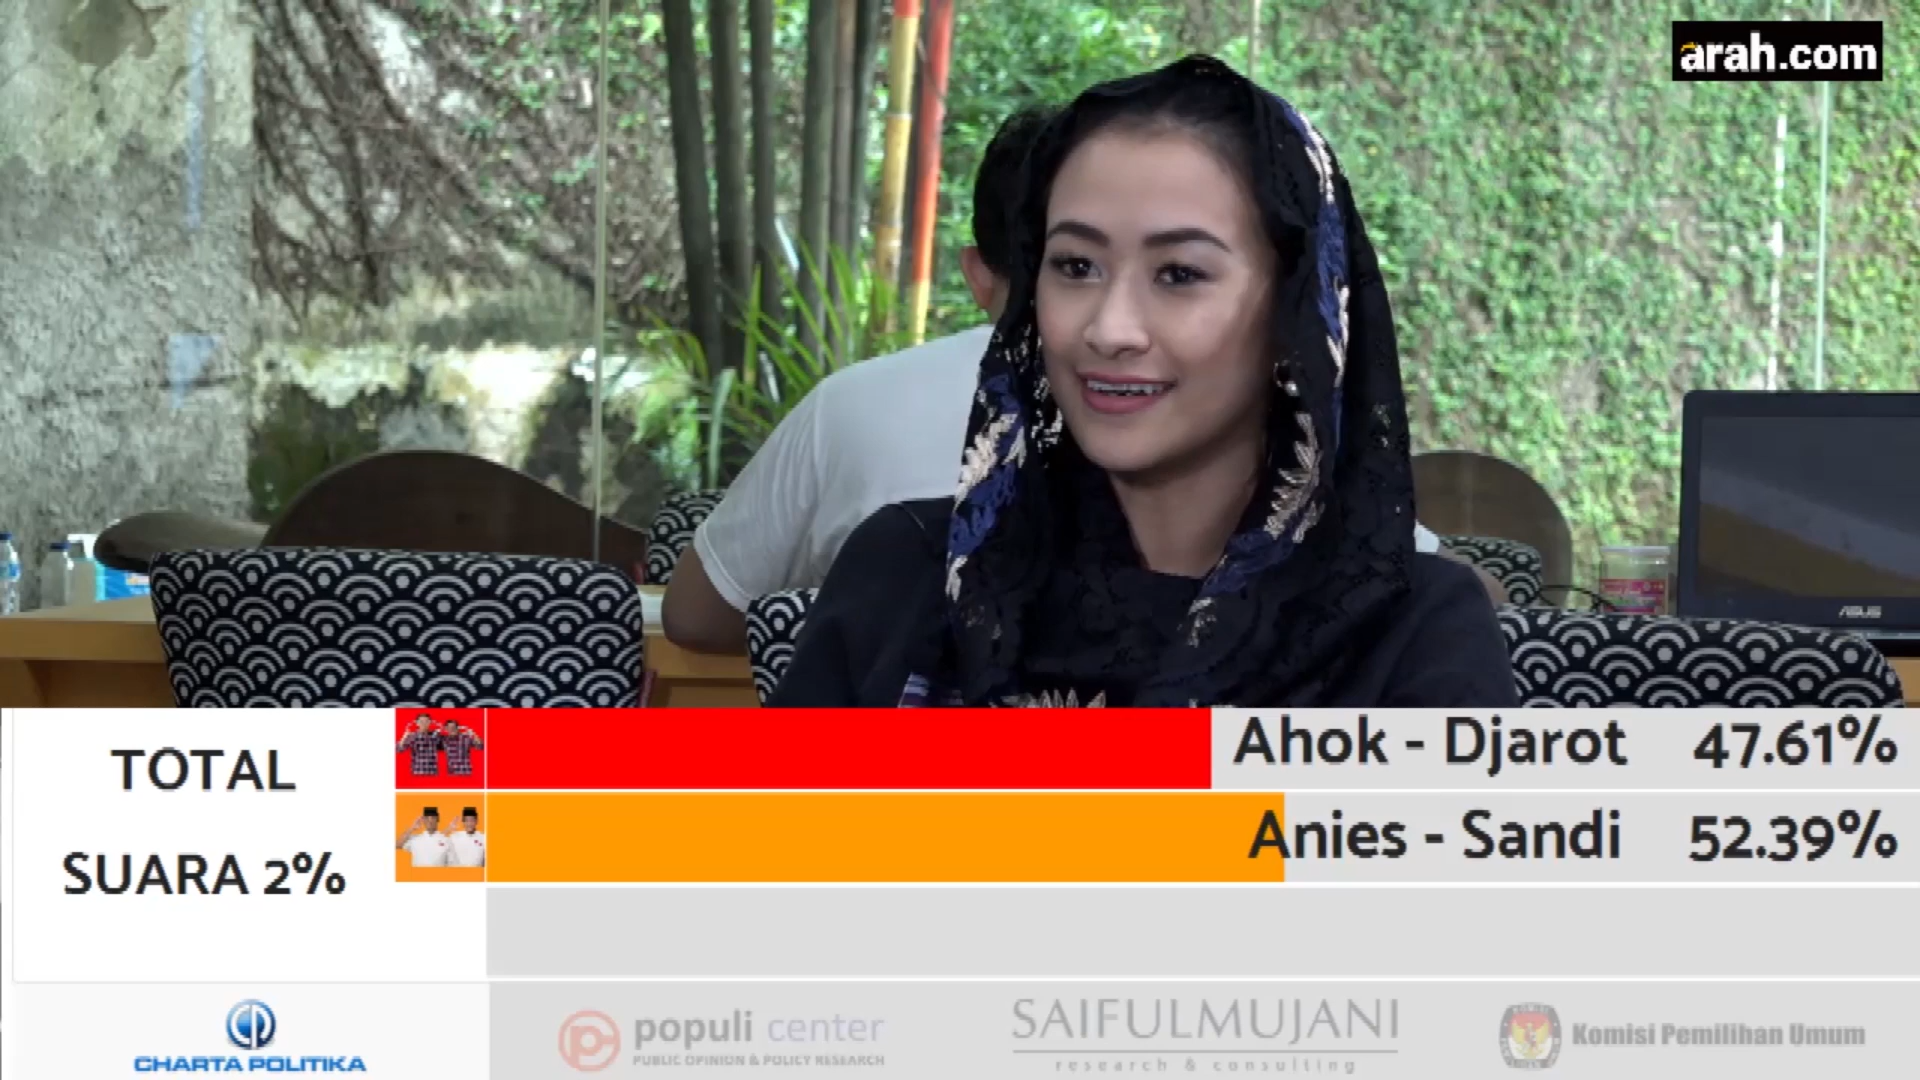 arah.com
ASUS
TOTAL
SUARA 2%
Ahok - Djarot 47.61%
Anies - Sandi 52.39%
CHARTA POLITIKA
populi center
PUBLIC OPINION & POLICY RESEARCH
SAIFULMUJANI
research & consulting
Komisi Pemilihan Umum